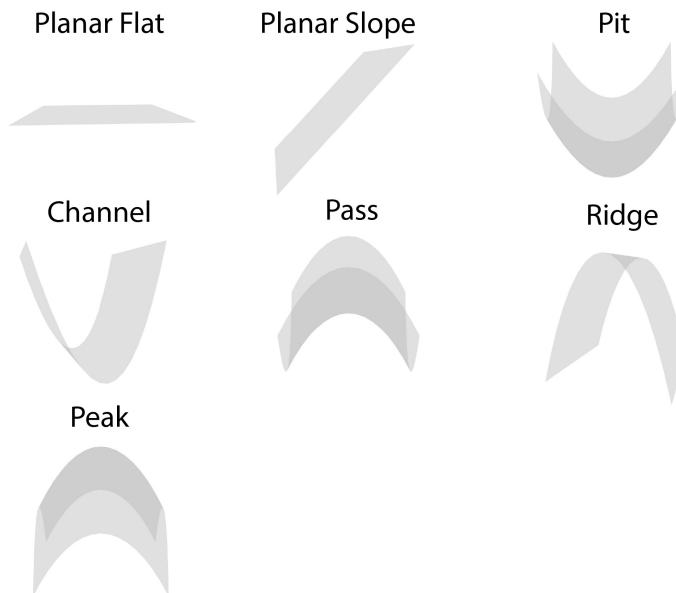 Planar Flat
Planar Slope
Pit
Channel
Pass
Ridge
Peak